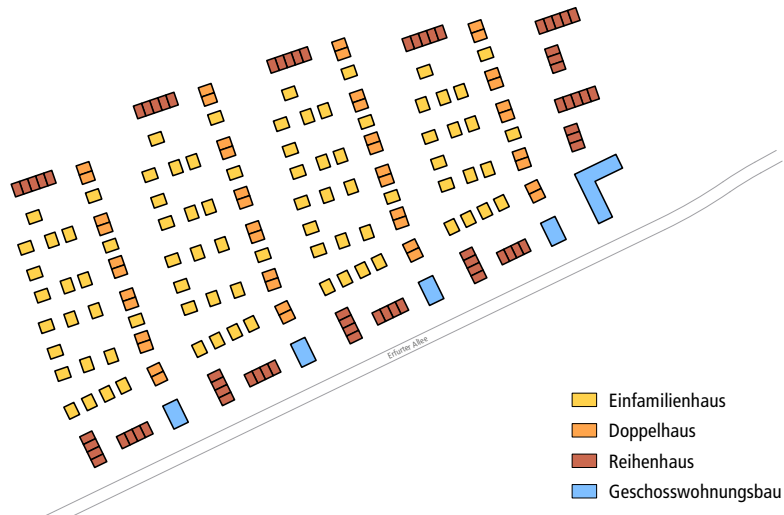 Erfurter Allee
Einfamilienhaus
Doppelhaus
Reihenhaus
Geschosswohnungsbau